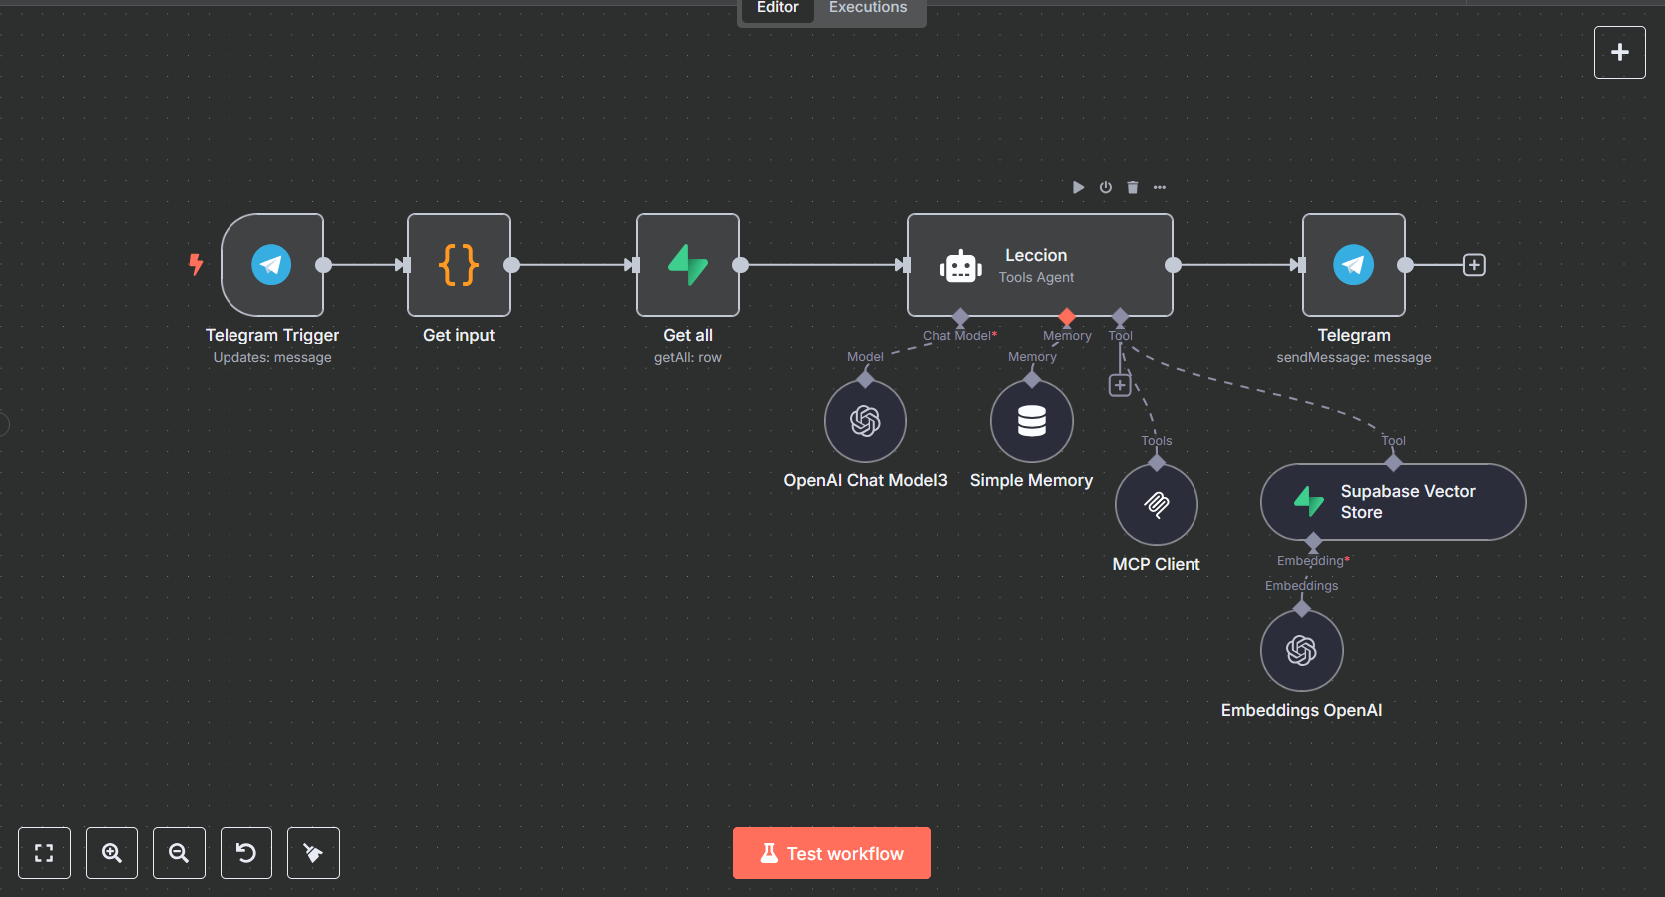 Editor Executions
Telegram Trigger
Updates: message
Get input
Get all
getAll: row
Leccion
Tools Agent
Chat Model*
Memory
Tool
Telegram
sendMessage: message
Model
OpenAI Chat Model3
Memory
Simple Memory
Tools
MCP Client
Tool
Supabase Vector
Store
Embedding*
Embeddings
Embeddings OpenAI
Test workflow